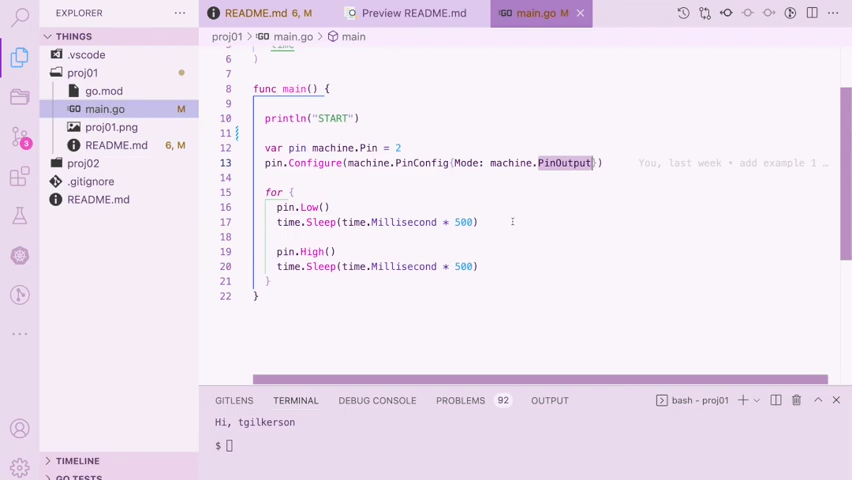 EXPLORER
THINGS
.vscode
proj01
go.mod
main.go M
proj01.png
README.md 6, M
proj02
.gitignore
README.md
3
TIMELINE
GO TESTS
README.md 6, M
Preview README.md
main.go M
proj01 > main.go > main
5 "time"
6 )
7
8 func main() {
9
10 println("START")
11
12 var pin machine.Pin = 2
13 pin.Configure(machine.PinConfig{Mode: machine.PinOutput}) You, last week • add example 1 …
14
15 for {
16 pin.Low()
17 time.Sleep(time.Millisecond * 500)
18
19 pin.High()
20 time.Sleep(time.Millisecond * 500)
21 }
22 }
GITLENS TERMINAL DEBUG CONSOLE PROBLEMS 92 OUTPUT
bash - proj01
Hi, tgilkerson
$